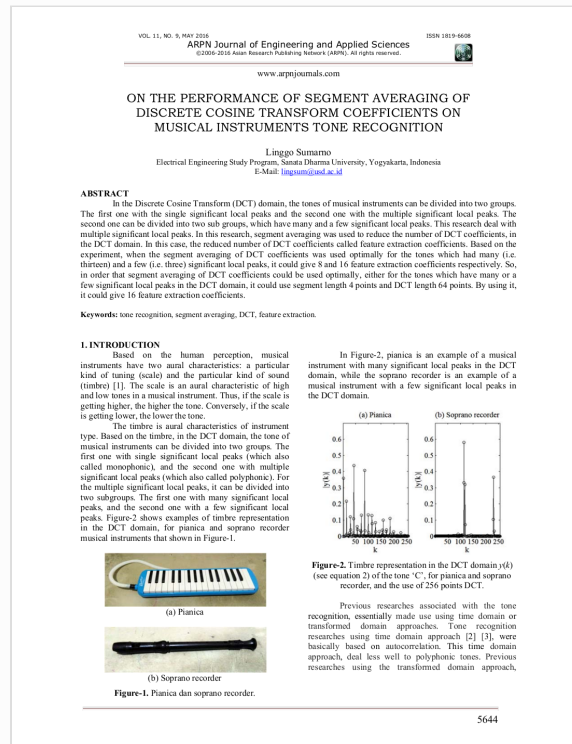 VOL. 11, NO. 9, MAY 2016
ISSN 1819-6608
ARPN Journal of Engineering and Applied Sciences
©2006-2016 Asian Research Publishing Network (ARPN). All rights reserved.
www.arpnjournals.com
ON THE PERFORMANCE OF SEGMENT AVERAGING OF
DISCRETE COSINE TRANSFORM COEFFICIENTS ON
MUSICAL INSTRUMENTS TONE RECOGNITION
Linggo Sumarno
Electrical Engineering Study Program, Sanata Dharma University, Yogyakarta, Indonesia
E-Mail: lingsum@usd.ac.id
ABSTRACT
In the Discrete Cosine Transform (DCT) domain, the tones of musical instruments can be divided into two groups.
The first one with the single significant local peaks and the second one with the multiple significant local peaks. The
second one can be divided into two sub groups, which have many and a few significant local peaks. This research deal with
multiple significant local peaks. In this research, segment averaging was used to reduce the number of DCT coefficients, in
the DCT domain. In this case, the reduced number of DCT coefficients called feature extraction coefficients. Based on the
experiment, when the segment averaging of DCT coefficients was used optimally for the tones which had many (i.e.
thirteen) and a few (i.e. three) significant local peaks, it could give 8 and 16 feature extraction coefficients respectively. So,
in order that segment averaging of DCT coefficients could be used optimally, either for the tones which have many or a
few significant local peaks in the DCT domain, it could use segment length 4 points and DCT length 64 points. By using it,
it could give 16 feature extraction coefficients.
Keywords: tone recognition, segment averaging, DCT, feature extraction.
1. INTRODUCTION
Based on the human perception, musical
instruments have two aural characteristics: a particular
kind of tuning (scale) and the particular kind of sound
(timbre) [1]. The scale is an aural characteristic of high
and low tones in a musical instrument. Thus, if the scale is
getting higher, the higher the tone. Conversely, if the scale
is getting lower, the lower the tone.
The timbre is aural characteristics of instrument
type. Based on the timbre, in the DCT domain, the tone of
musical instruments can be divided into two groups. The
first one with single significant local peaks (which also
called monophonic), and the second one with multiple
significant local peaks (which also called polyphonic). For
the multiple significant local peaks, it can be divided into
two subgroups. The first one with many significant local
peaks, and the second one with a few significant local
peaks. Figure-2 shows examples of timbre representation
in the DCT domain, for pianica and soprano recorder
musical instruments that shown in Figure-1.
(a) Pianica
(b) Soprano recorder
Figure-1. Pianica dan soprano recorder.
In Figure-2, pianica is an example of a musical
instrument with many significant local peaks in the DCT
domain, while the soprano recorder is an example of a
musical instrument with a few significant local peaks in
the DCT domain.
(a) Pianica
(b) Soprano recorder
0.6
0.5
0.4
0.3
0.2
0.1
0
|y(k)|
50 100 150 200 250
k
0.6
0.5
0.4
0.3
0.2
0.1
0
|y(k)|
50 100 150 200 250
k
Figure-2. Timbre representation in the DCT domain y(k)
(see equation 2) of the tone ‘C’, for pianica and soprano
recorder, and the use of 256 points DCT.
Previous researches associated with the tone
recognition, essentially made use using time domain or
transformed domain approaches. Tone recognition
researches using time domain approach [2] [3], were
basically based on autocorrelation. This time domain
approach, deal less well to polyphonic tones. Previous
researches using the transformed domain approach,
5644